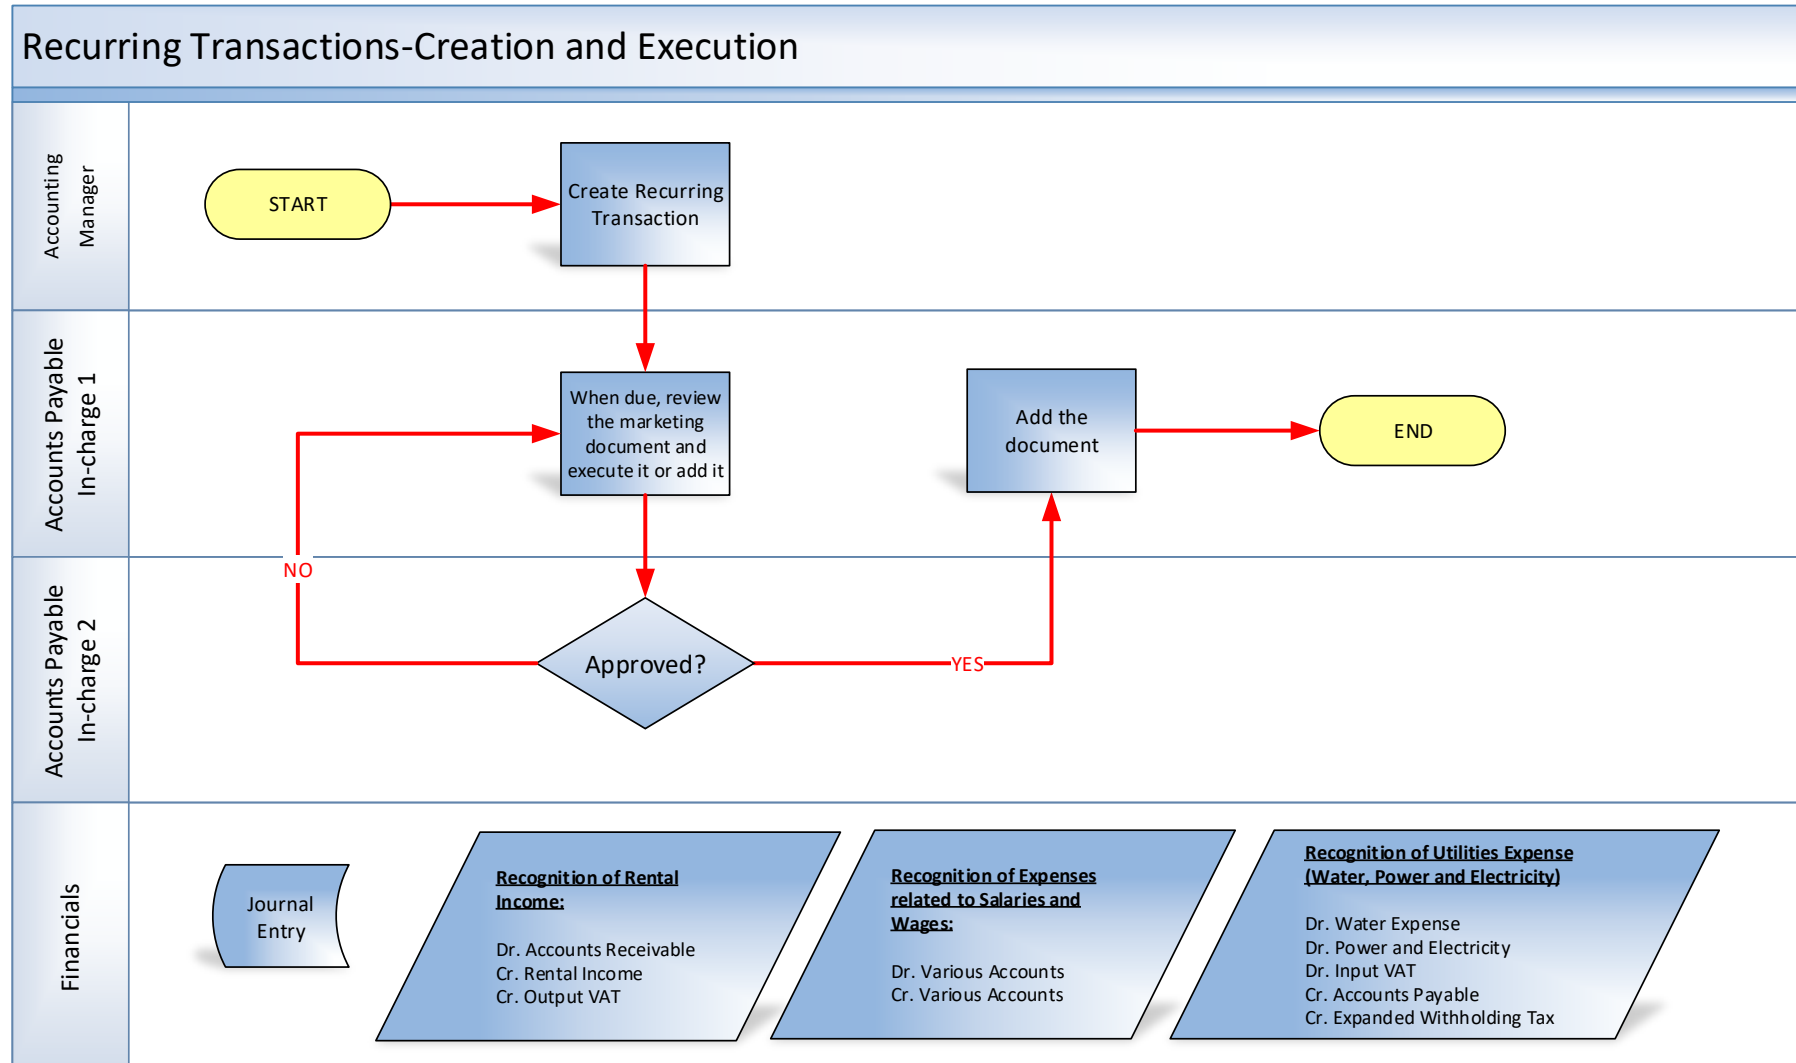 Recurring Transactions-Creation and Execution
Accounting
Manager
START
Create Recurring
Transaction
Accounts Payable
In-charge 1
When due, review
the marketing
document and
execute it or add it
Add the
document
END
Accounts Payable
In-charge 2
NO
Approved?
YES
Financials
Journal
Entry
Recognition of Rental
Income:
Dr. Accounts Receivable
Cr. Rental Income
Cr. Output VAT
Recognition of Expenses
related to Salaries and
Wages:
Dr. Various Accounts
Cr. Various Accounts
Recognition of Utilities Expense
(Water, Power and Electricity)
Dr. Water Expense
Dr. Power and Electricity
Dr. Input VAT
Cr. Accounts Payable
Cr. Expanded Withholding Tax